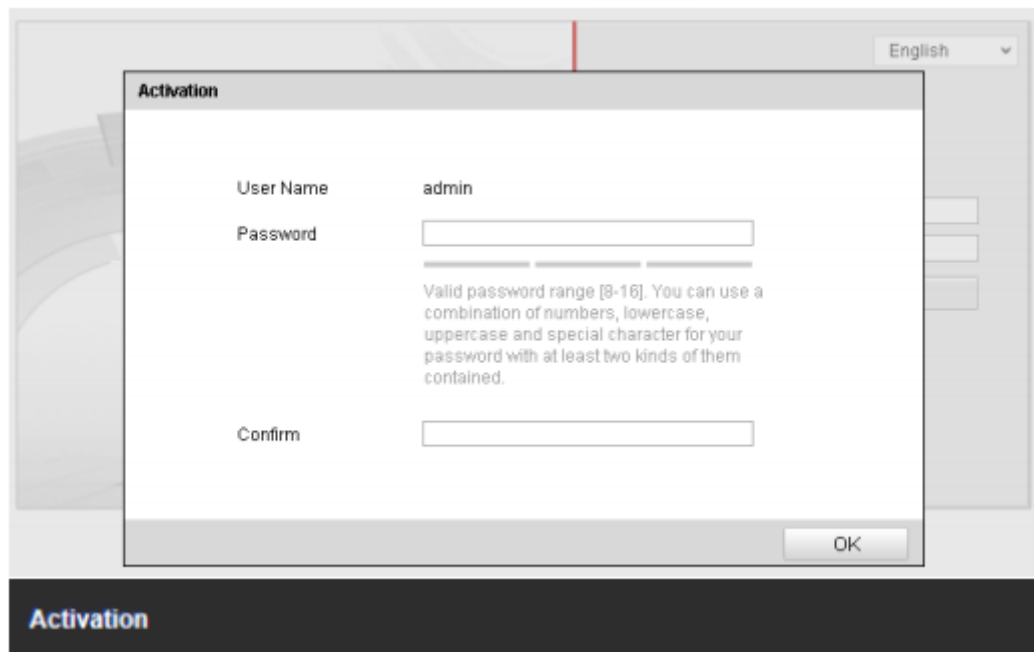 English
Activation
User Name admin
Password
Valid password range [8-16]. You can use a
combination of numbers, lowercase,
uppercase and special character for your
password with at least two kinds of them
contained.
Confirm
OK
Activation